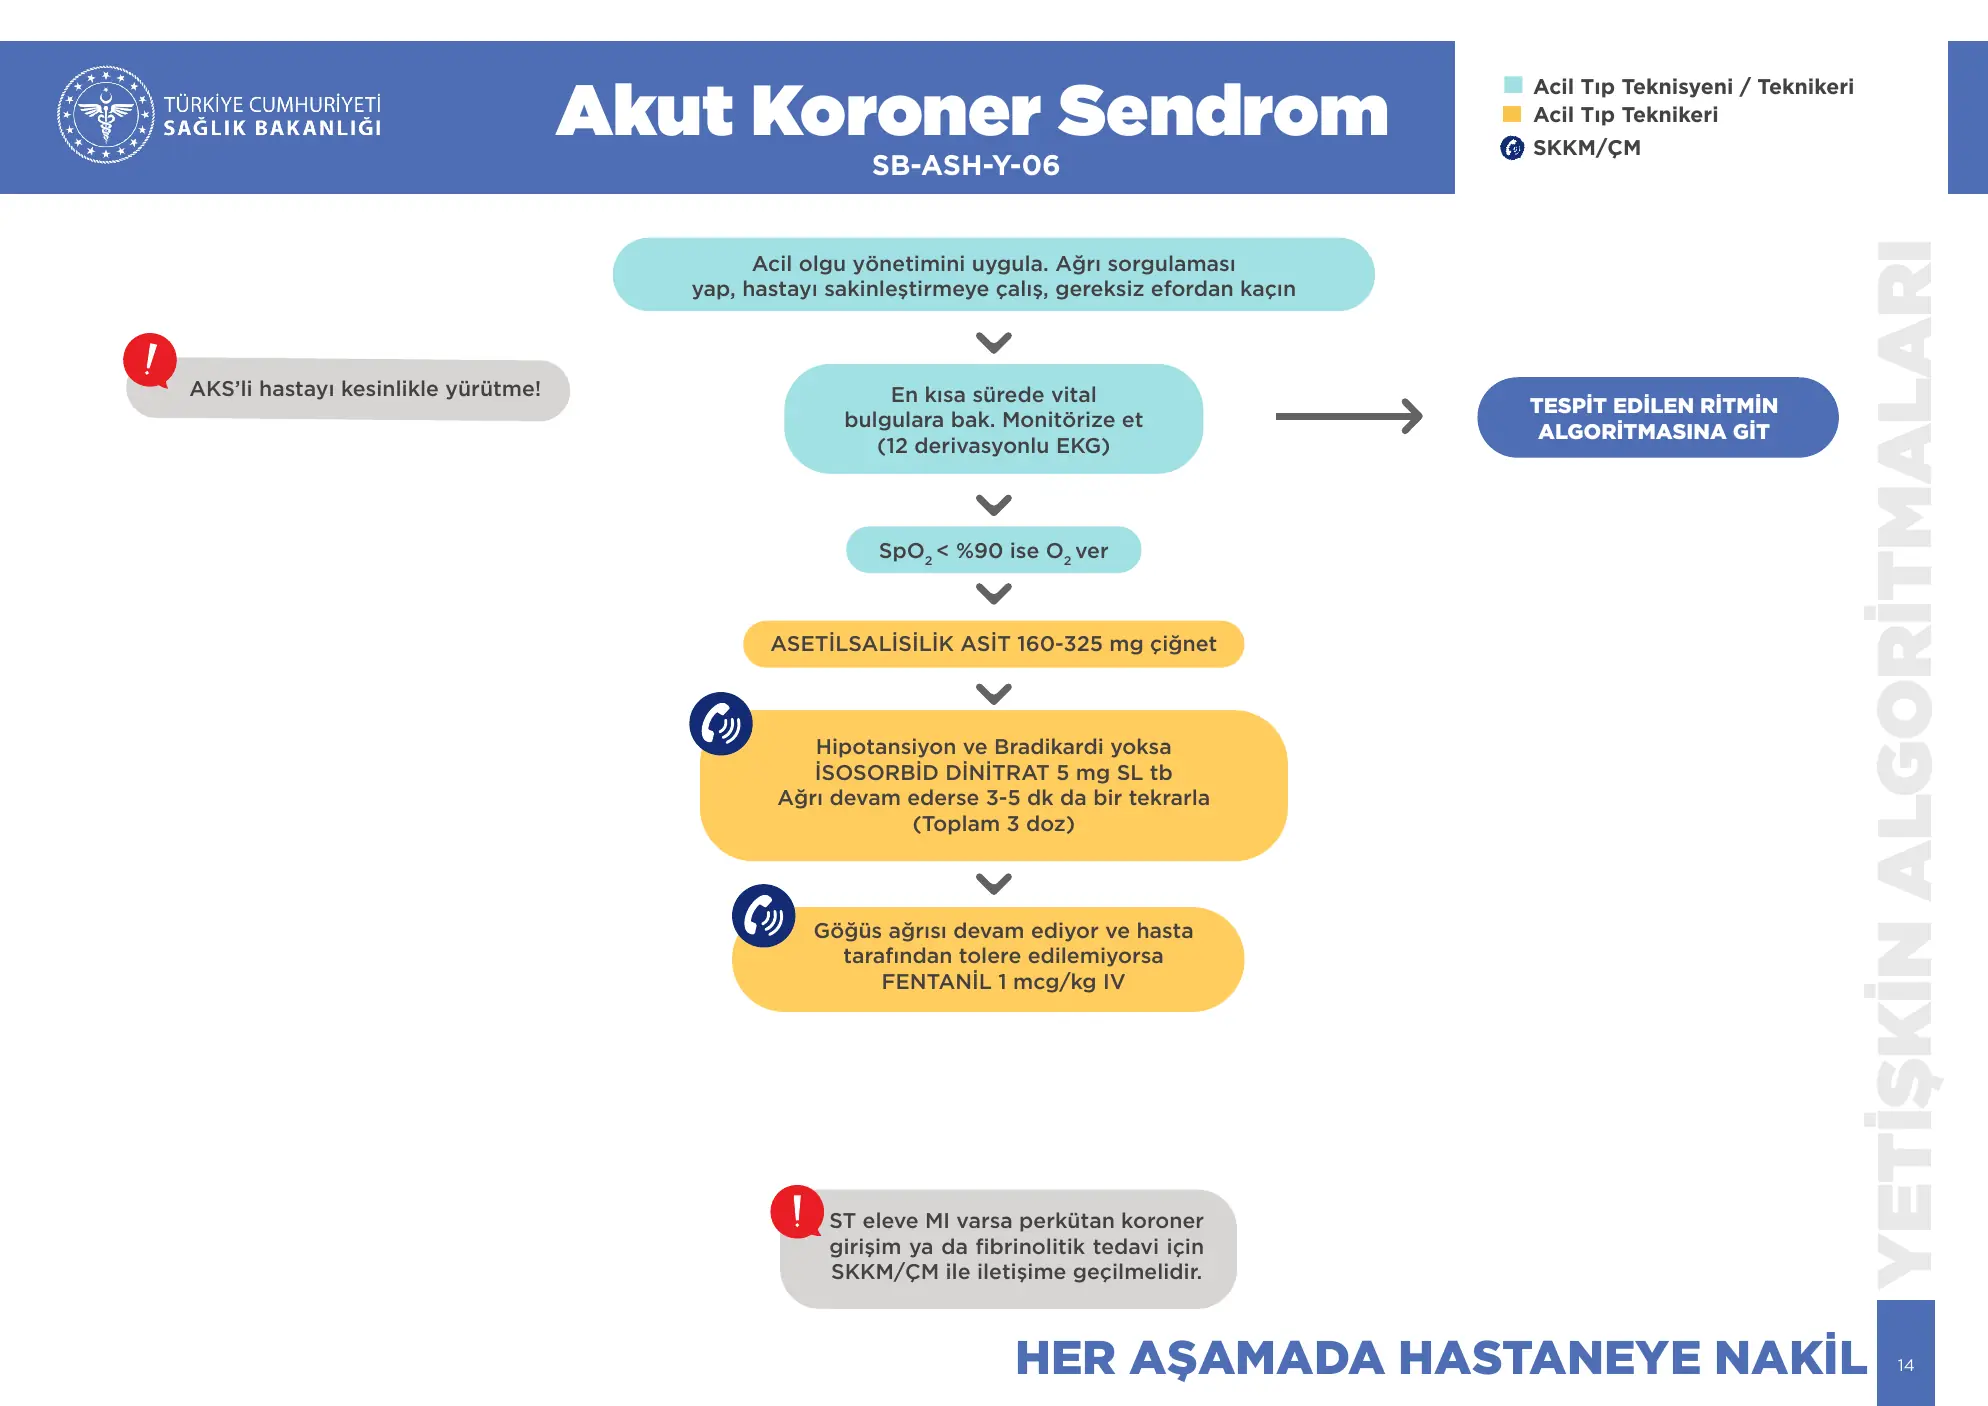 TÜRKİYE CUMHURİYETİ
SAĞLIK BAKANLIĞI
Akut Koroner Sendrom
SB-ASH-Y-06
Acil Tıp Teknisyeni / Teknikeri
Acil Tıp Teknikeri
SKKM/ÇM
Acil olgu yönetimini uygula. Ağrı sorgulaması
yap, hastayı sakinleştirmeye çalış, gereksiz efordan kaçın
! AKS’li hastayı kesinlikle yürütme!
En kısa sürede vital
bulgulara bak. Monitörize et
(12 derivasyonlu EKG)
TESPİT EDİLEN RİTMİN
ALGORİTMASINA GİT
SpO₂ < %90 ise O₂ ver
ASETİLSALİSİLİK ASİT 160-325 mg çiğnet
Hipotansiyon ve Bradikardi yoksa
İSOSORBİD DİNİTRAT 5 mg SL tb
Ağrı devam ederse 3-5 dk da bir tekrarla
(Toplam 3 doz)
Göğüs ağrısı devam ediyor ve hasta
tarafından tolere edilemiyorsa
FENTANİL 1 mcg/kg IV
! ST eleve MI varsa perkütan koroner
girişim ya da fibrinolitik tedavi için
SKKM/ÇM ile iletişime geçilmelidir.
YETİŞKİN ALGORİTMALARI
HER AŞAMADA HASTANEYE NAKİL
14